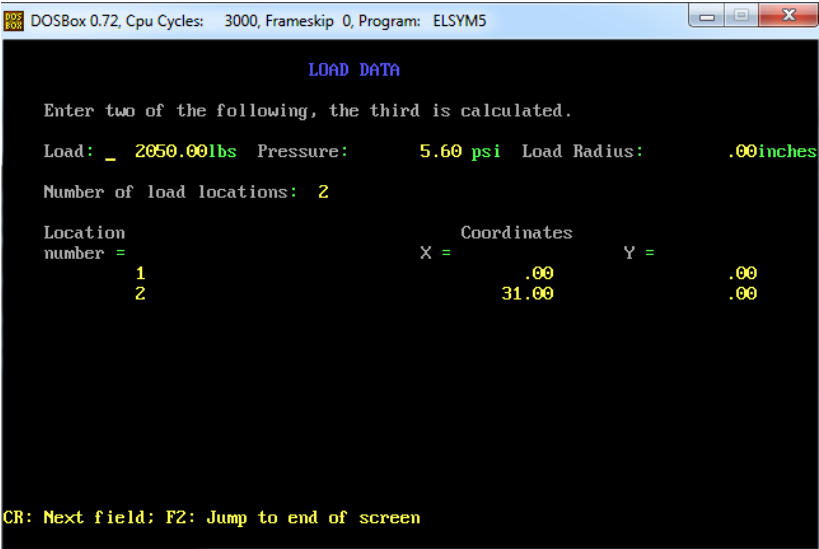 DOS BOX DOSBox 0.72, Cpu Cycles: 3000, Frameskip 0, Program: ELSYM5
LOAD DATA
Enter two of the following, the third is calculated.
Load: _ 2050.00lbs Pressure: 5.60 psi Load Radius: .00inches
Number of load locations: 2
Location Coordinates
number = X = Y =
1 .00 .00
2 31.00 .00
CR: Next field; F2: Jump to end of screen